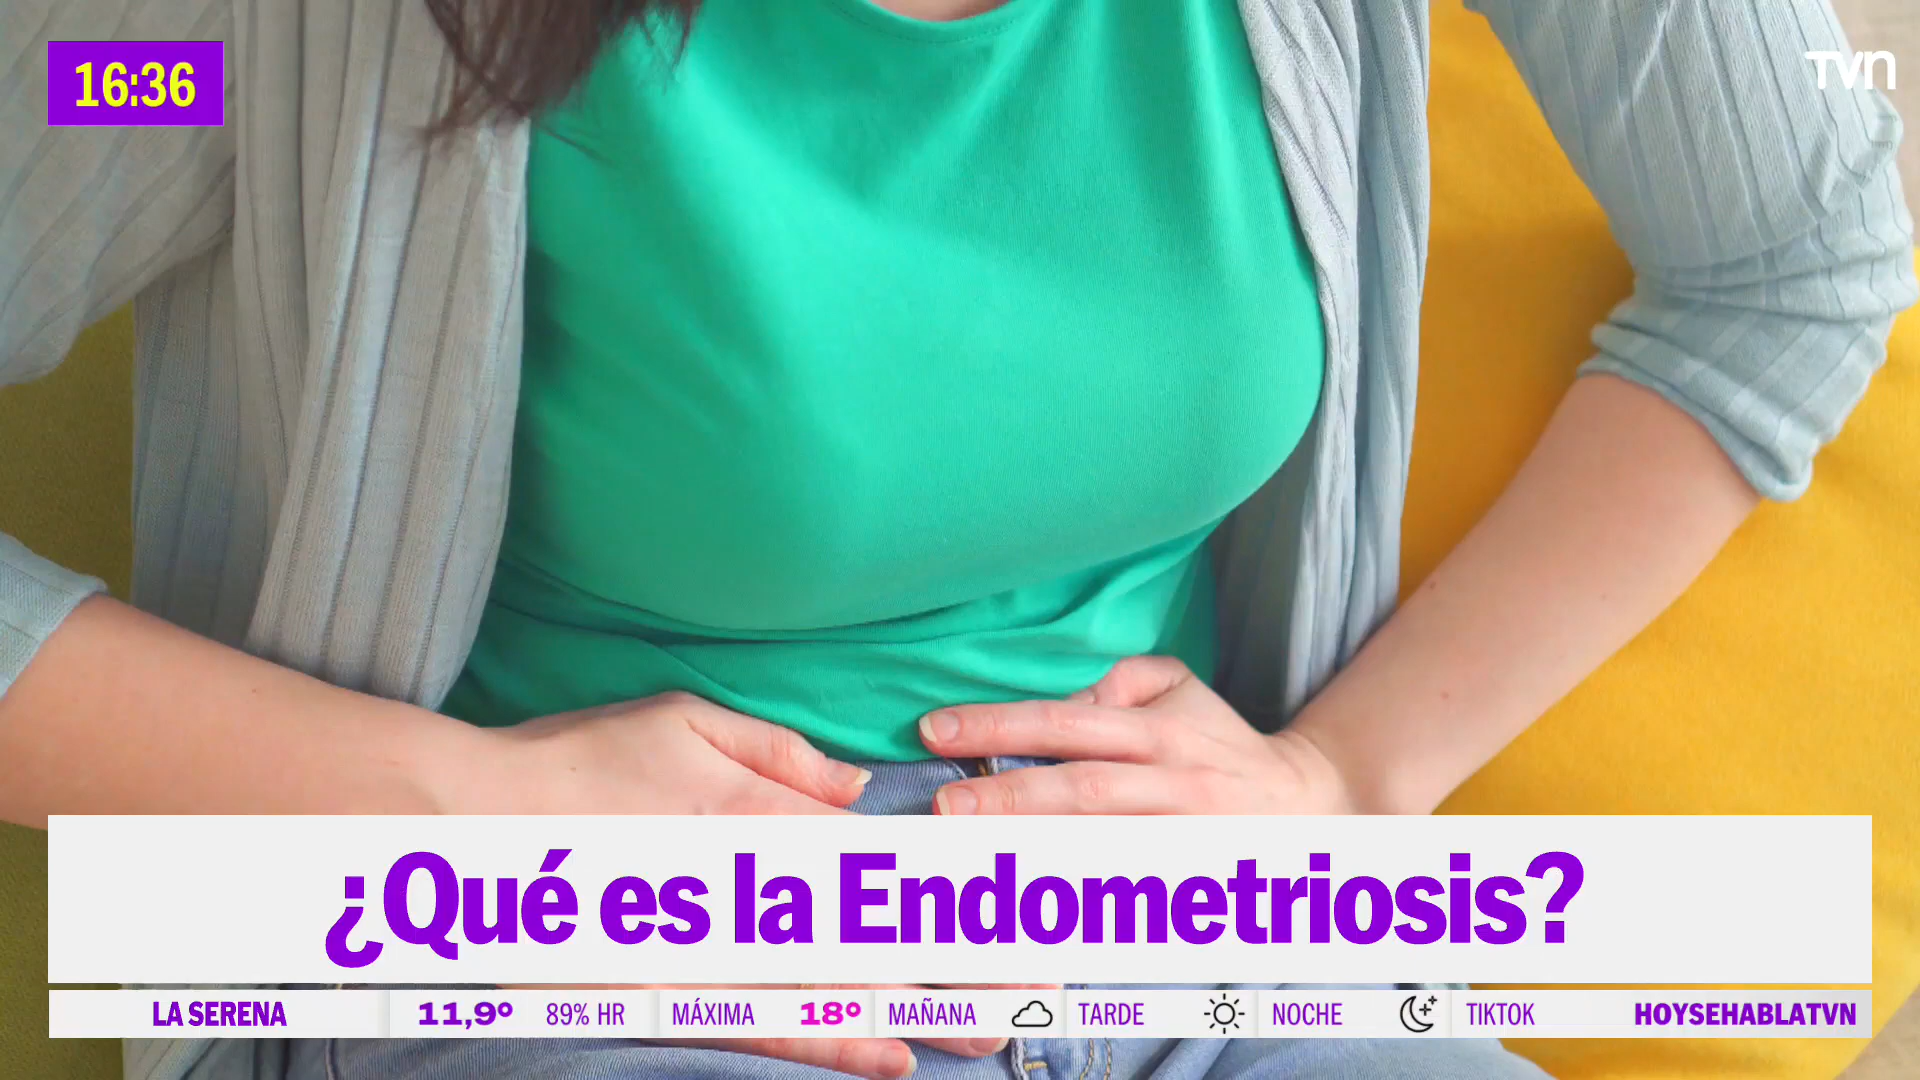 16:36
TVN
¿Qué es la Endometriosis?
LA SERENA 11,9° 89% HR MÁXIMA 18° MAÑANA TARDE NOCHE TIKTOK HOYSEHABLATVN